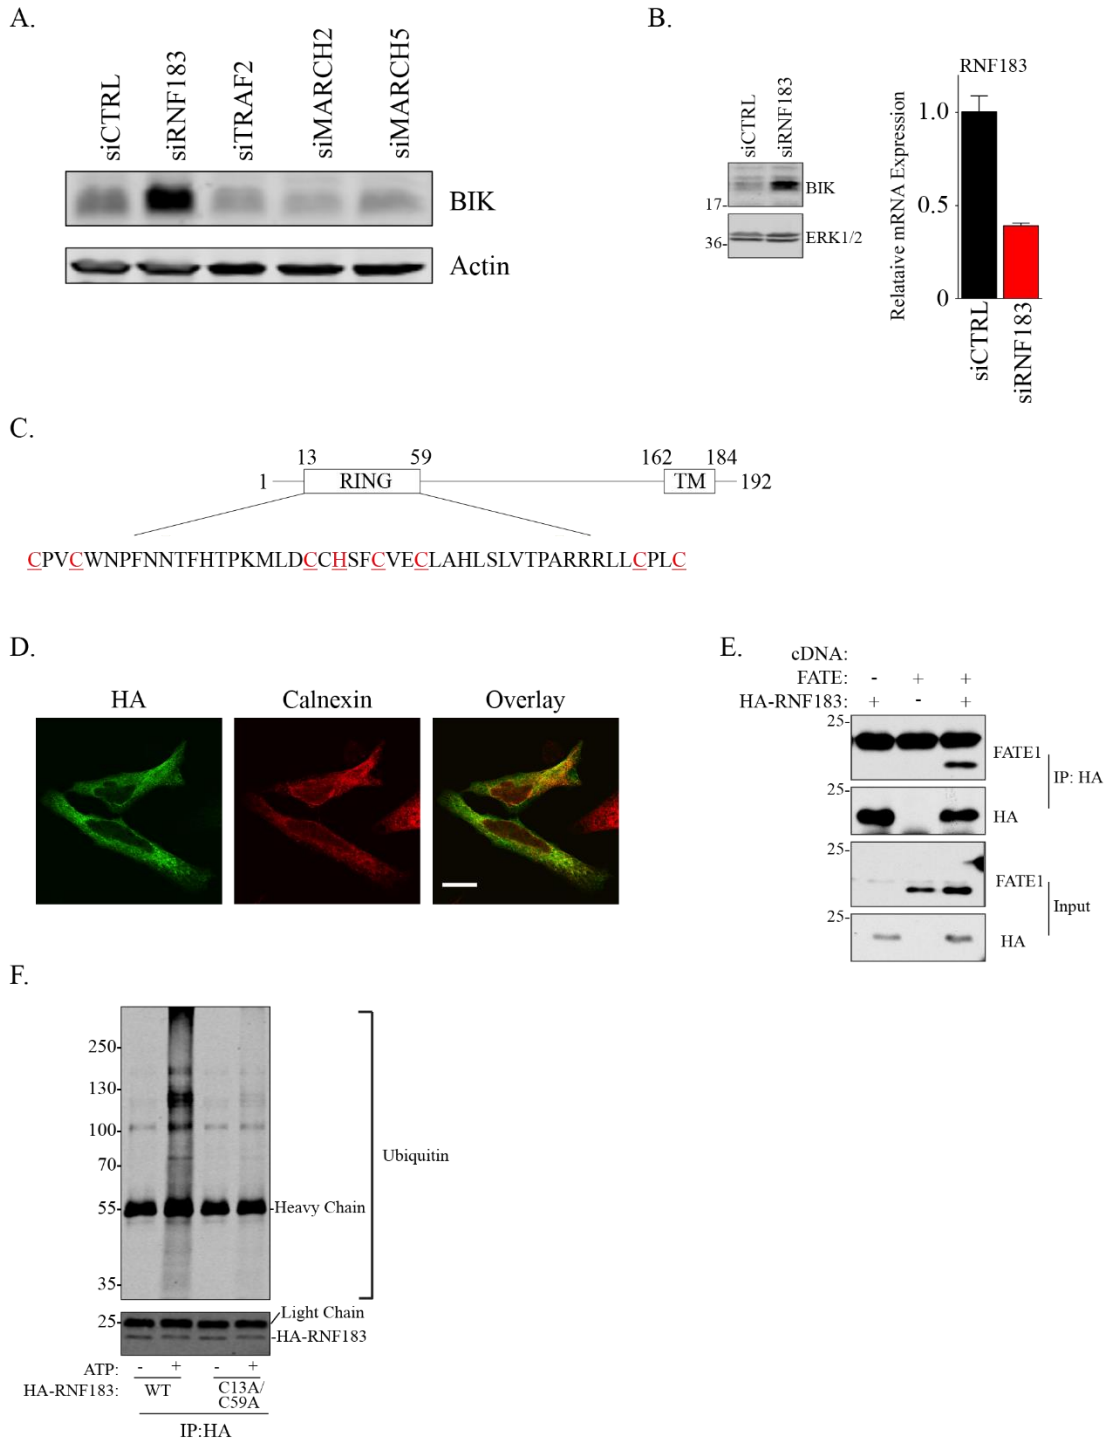 A.
siCTRL
siRNF183
siTRAF2
siMARCH2
siMARCH5
BIK
Actin
B.
siCTRL
siRNF183
17-
BIK
36-
ERK1/2
RNF183
Relataive mRNA Expression
1.0
0.5
0
siCTRL
siRNF183
C.
13 59 162 184
1 RING TM 192
CPVCWNPFNNTFHTPKMLDCCHSFCVECLAHLSLVTPARRRLLCPLC
D.
HA Calnexin Overlay
E.
cDNA:
FATE: - + +
HA-RNF183: + - +
25-
FATE1
25-
IP: HA
HA
25-
FATE1
Input
25-
HA
F.
250-
130-
100-
70-
55-
35-
Ubiquitin
-Heavy Chain
25-
Light Chain
-HA-RNF183
ATP: - + - +
HA-RNF183: WT C13A/
C59A
IP:HA